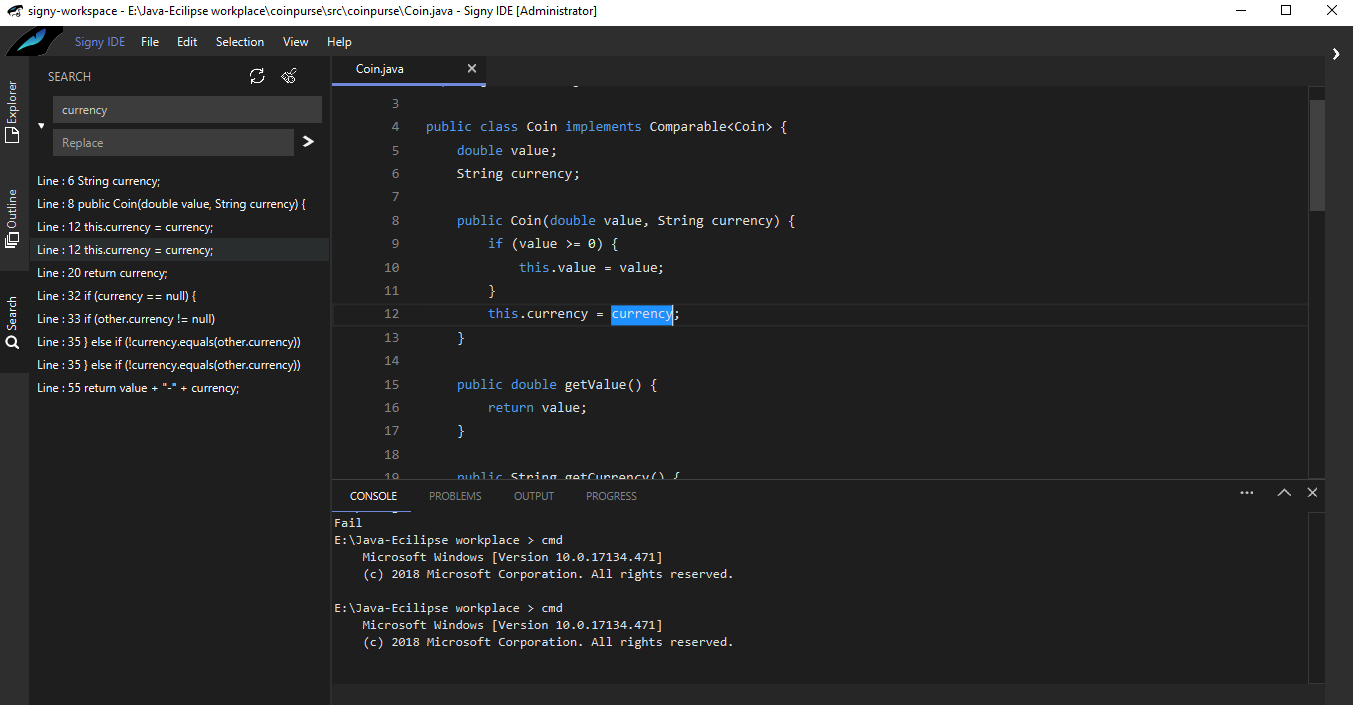 signy-workspace - E:\Java-Ecilipse workplace\coinpurse\src\coinpurse\Coin.java - Signy IDE [Administrator]
Signy IDE File Edit Selection View Help
Explorer
Outline
Search
SEARCH
currency
Replace
Line : 6 String currency;
Line : 8 public Coin(double value, String currency) {
Line : 12 this.currency = currency;
Line : 12 this.currency = currency;
Line : 20 return currency;
Line : 32 if (currency == null) {
Line : 33 if (other.currency != null)
Line : 35 } else if (!currency.equals(other.currency))
Line : 35 } else if (!currency.equals(other.currency))
Line : 55 return value + "-" + currency;
Coin.java
3
4 public class Coin implements Comparable<Coin> {
5 double value;
6 String currency;
7
8 public Coin(double value, String currency) {
9 if (value >= 0) {
10 this.value = value;
11 }
12 this.currency = currency;
13 }
14
15 public double getValue() {
16 return value;
17 }
18
19 public String getCurrency() {
CONSOLE PROBLEMS OUTPUT PROGRESS
Fail
E:\Java-Ecilipse workplace > cmd
Microsoft Windows [Version 10.0.17134.471]
(c) 2018 Microsoft Corporation. All rights reserved.
E:\Java-Ecilipse workplace > cmd
Microsoft Windows [Version 10.0.17134.471]
(c) 2018 Microsoft Corporation. All rights reserved.